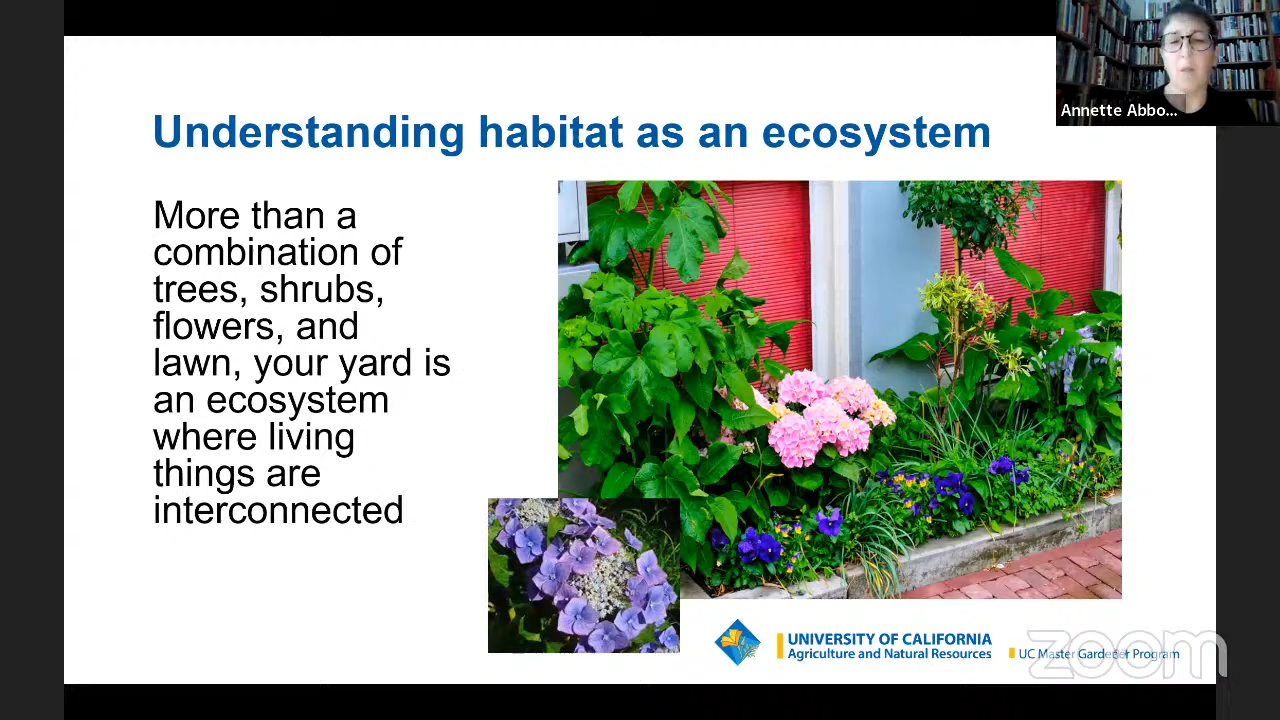 Annette Abbo...
Understanding habitat as an ecosystem
More than a
combination of
trees, shrubs,
flowers, and
lawn, your yard is
an ecosystem
where living
things are
interconnected
UNIVERSITY OF CALIFORNIA
Agriculture and Natural Resources
UC Master Gardener Program
zoom